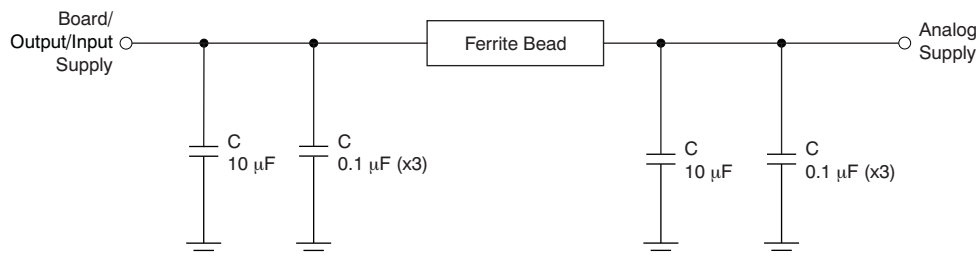 Board/
Output/Input
Supply
Ferrite Bead
Analog
Supply
C
10 μF
C
0.1 μF (x3)
C
10 μF
C
0.1 μF (x3)